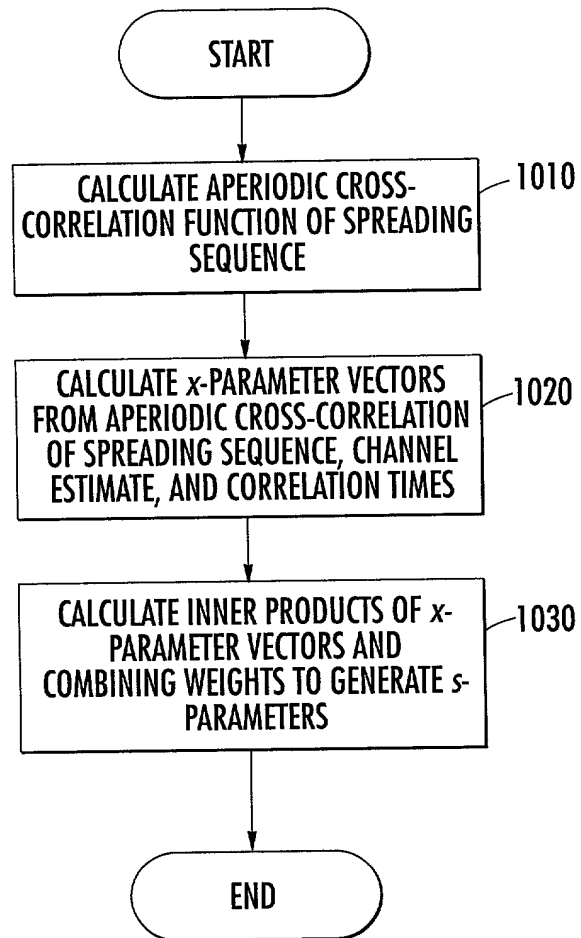 START
CALCULATE APERIODIC CROSS-
CORRELATION FUNCTION OF SPREADING
SEQUENCE
1010
CALCULATE x-PARAMETER VECTORS
FROM APERIODIC CROSS-CORRELATION
OF SPREADING SEQUENCE, CHANNEL
ESTIMATE, AND CORRELATION TIMES
1020
CALCULATE INNER PRODUCTS OF x-
PARAMETER VECTORS AND
COMBINING WEIGHTS TO GENERATE s-
PARAMETERS
1030
END